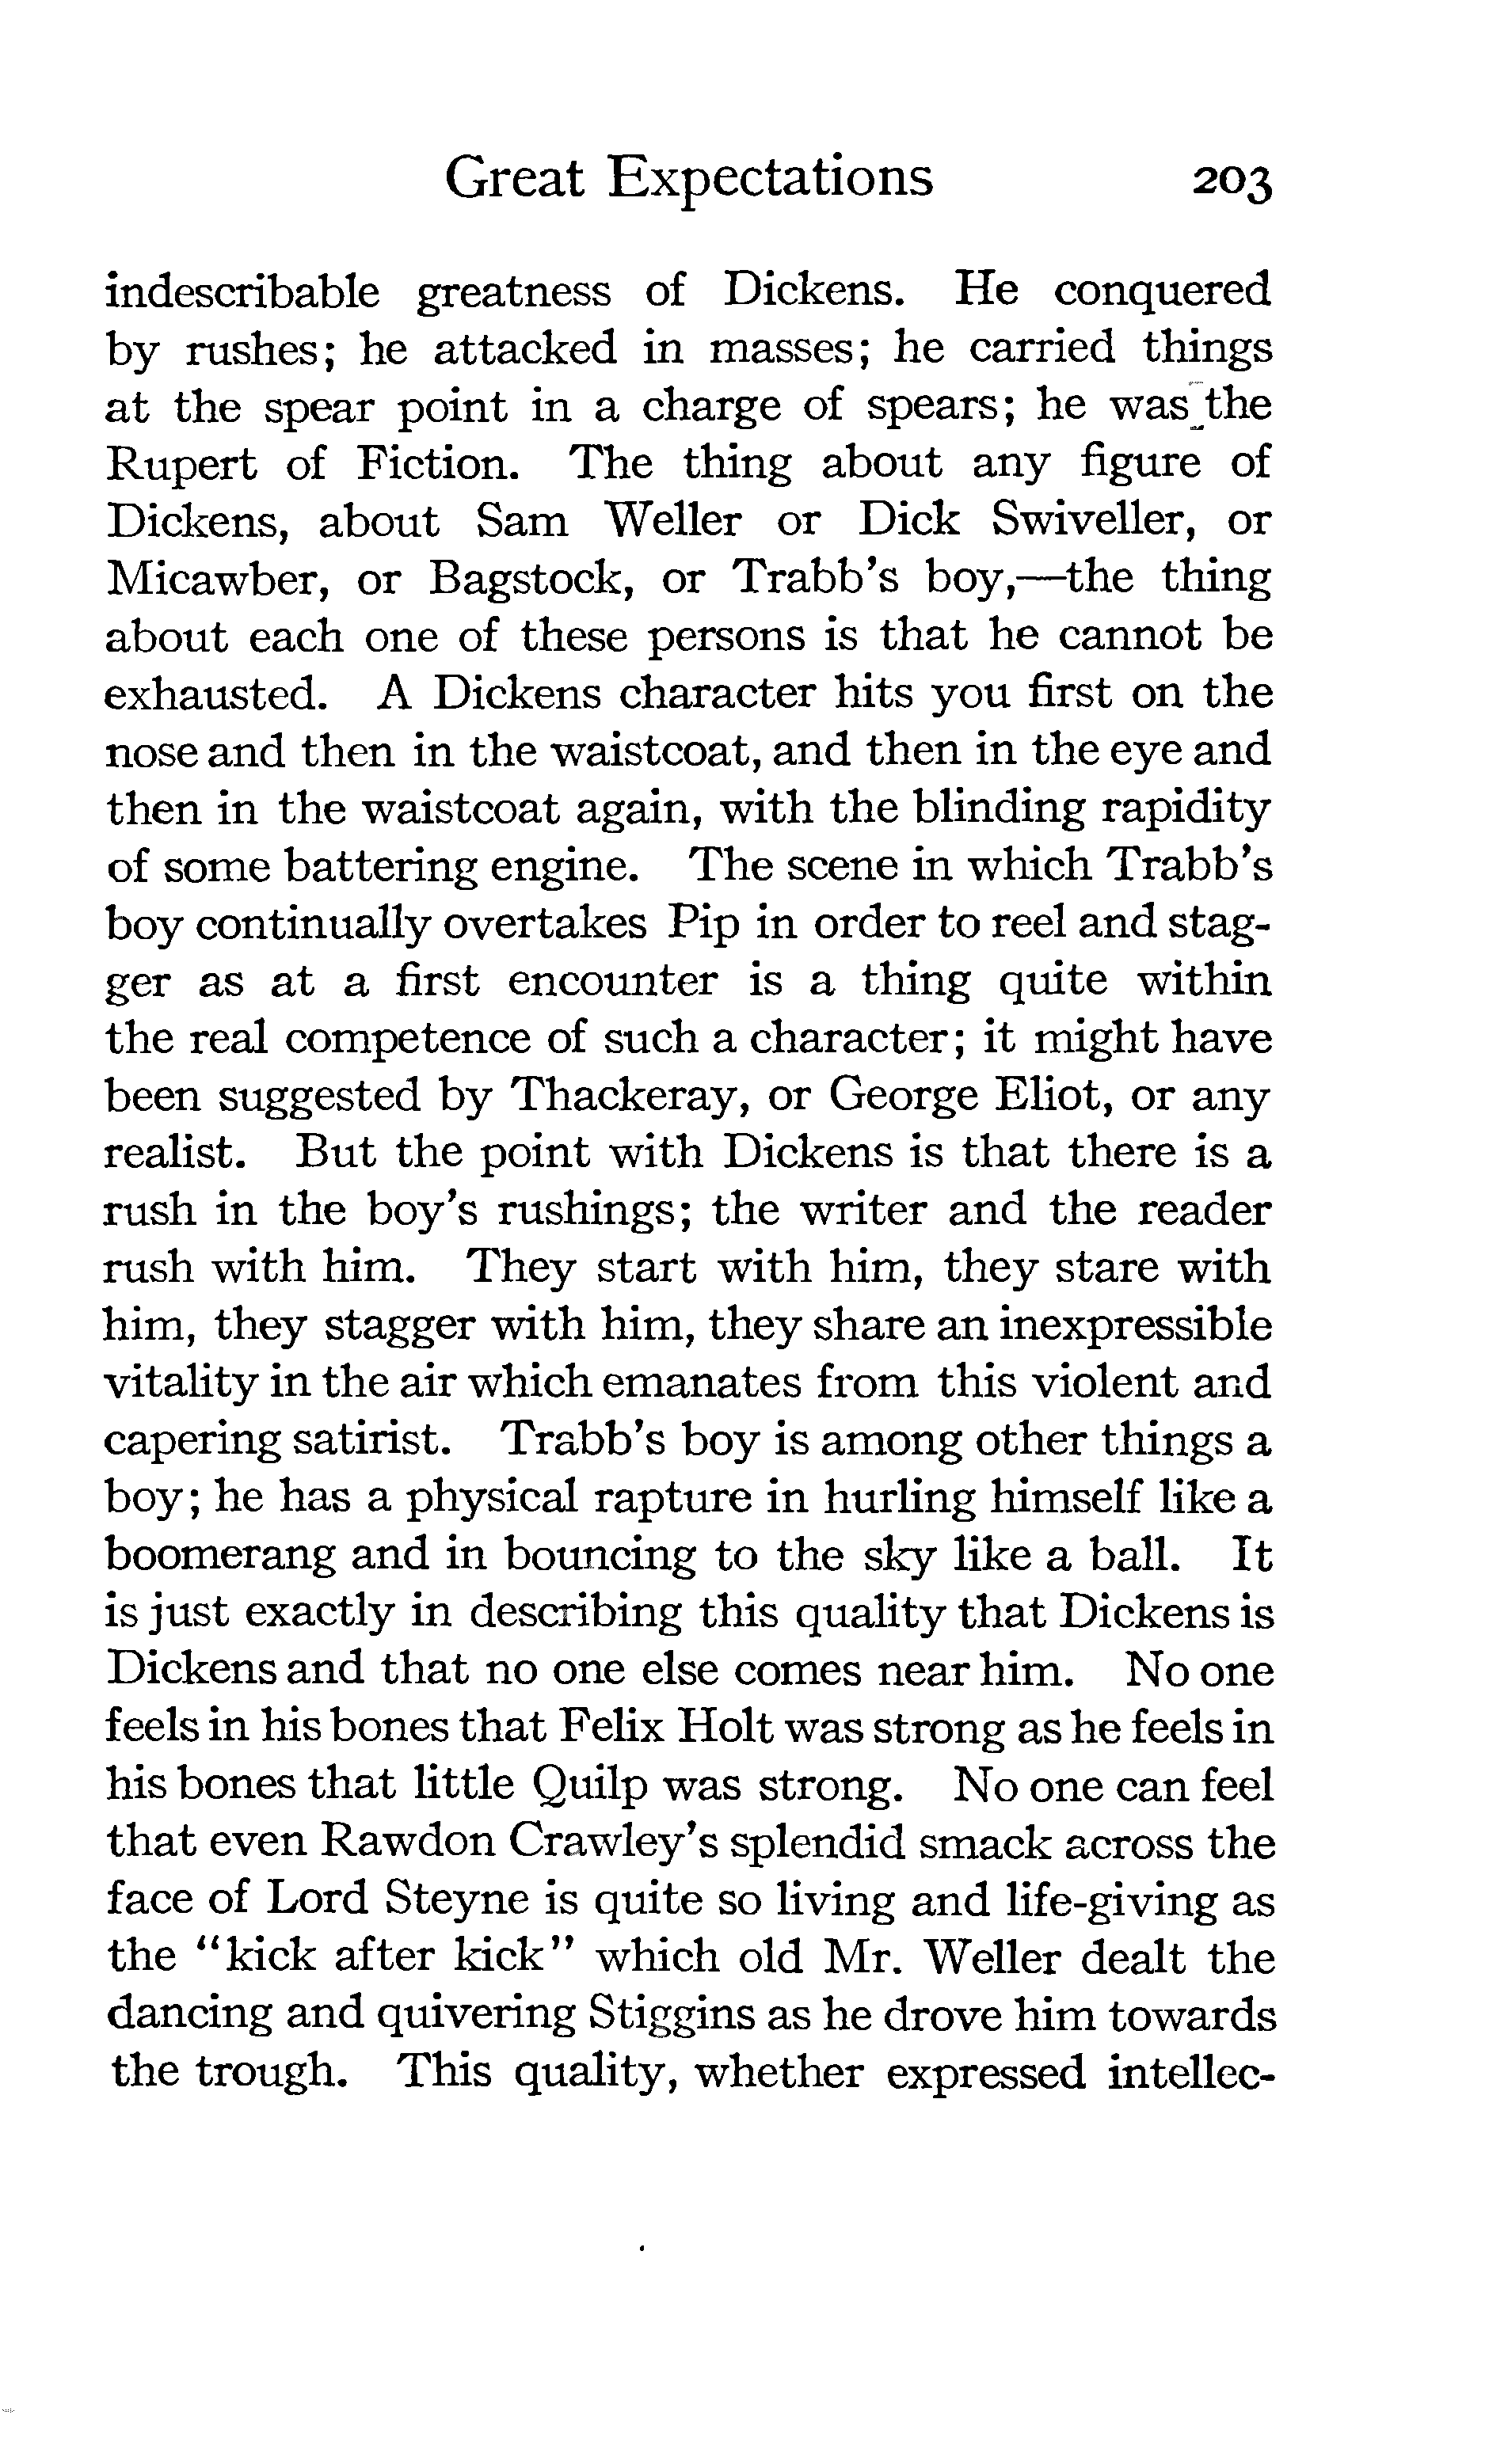 Great Expectations 203
indescribable greatness of Dickens. He conquered
by rushes; he attacked in masses; he carried things
at the spear point in a charge of spears; he was the
Rupert of Fiction. The thing about any figure of
Dickens, about Sam Weller or Dick Swiveller, or
Micawber, or Bagstock, or Trabb's boy,—the thing
about each one of these persons is that he cannot be
exhausted. A Dickens character hits you first on the
nose and then in the waistcoat, and then in the eye and
then in the waistcoat again, with the blinding rapidity
of some battering engine. The scene in which Trabb's
boy continually overtakes Pip in order to reel and stag-
ger as at a first encounter is a thing quite within
the real competence of such a character; it might have
been suggested by Thackeray, or George Eliot, or any
realist. But the point with Dickens is that there is a
rush in the boy's rushings; the writer and the reader
rush with him. They start with him, they stare with
him, they stagger with him, they share an inexpressible
vitality in the air which emanates from this violent and
capering satirist. Trabb's boy is among other things a
boy; he has a physical rapture in hurling himself like a
boomerang and in bouncing to the sky like a ball. It
is just exactly in describing this quality that Dickens is
Dickens and that no one else comes near him. No one
feels in his bones that Felix Holt was strong as he feels in
his bones that little Quilp was strong. No one can feel
that even Rawdon Crawley's splendid smack across the
face of Lord Steyne is quite so living and life-giving as
the "kick after kick" which old Mr. Weller dealt the
dancing and quivering Stiggins as he drove him towards
the trough. This quality, whether expressed intellec-